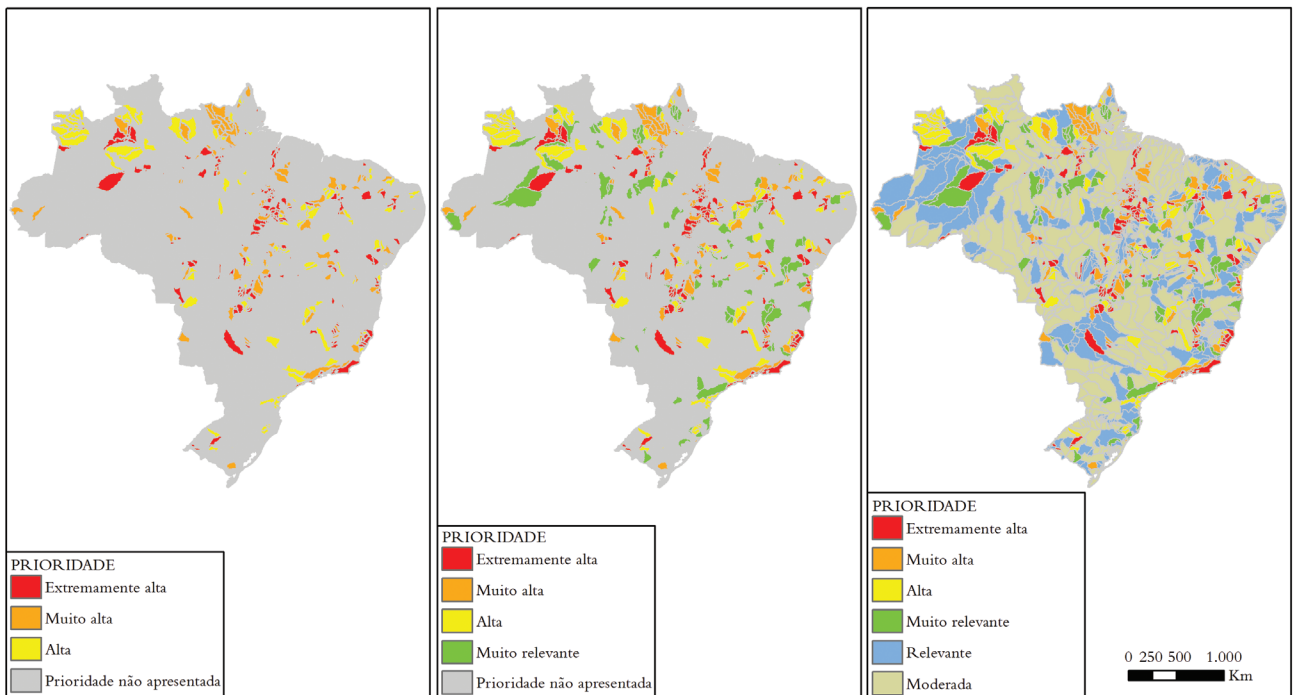 PRIORIDADE
Extremamente alta
Muito alta
Alta
Prioridade não apresentada
PRIORIDADE
Extremamente alta
Muito alta
Alta
Muito relevante
Prioridade não apresentada
PRIORIDADE
Extremamente alta
Muito alta
Alta
Muito relevante
Relevante
Moderada
0 250 500 1.000
Km